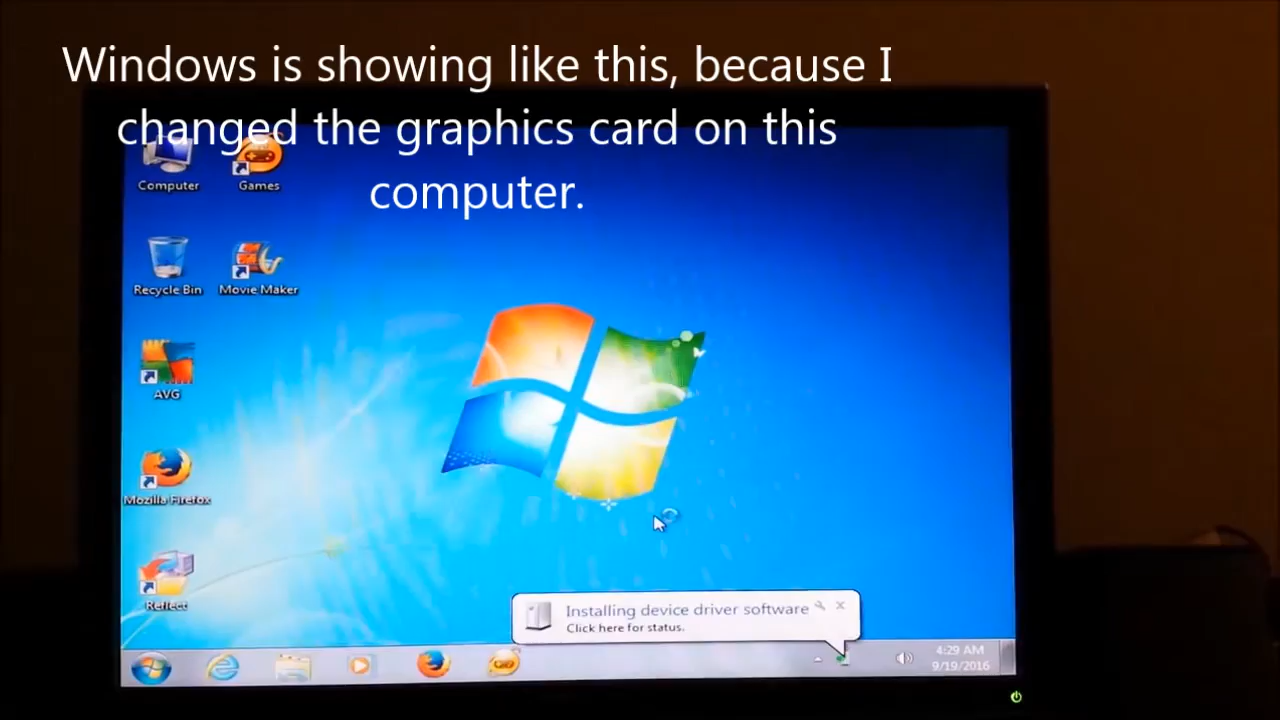 Windows is showing like this, because I
changed the graphics card on this
computer.
Computer
Games
Recycle Bin
Movie Maker
AVG
Mozilla Firefox
Reflect
Installing device driver software
Click here for status.
4:29 AM
9/19/2016